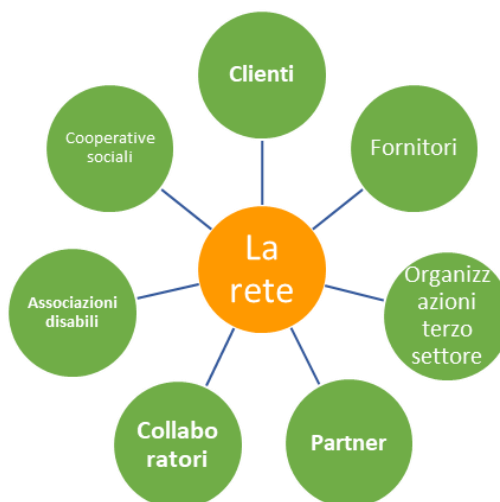 Clienti
Fornitori
Organizz
azioni
terzo
settore
Partner
Collabo
ratori
Associazioni
disabili
Cooperative
sociali
La
rete